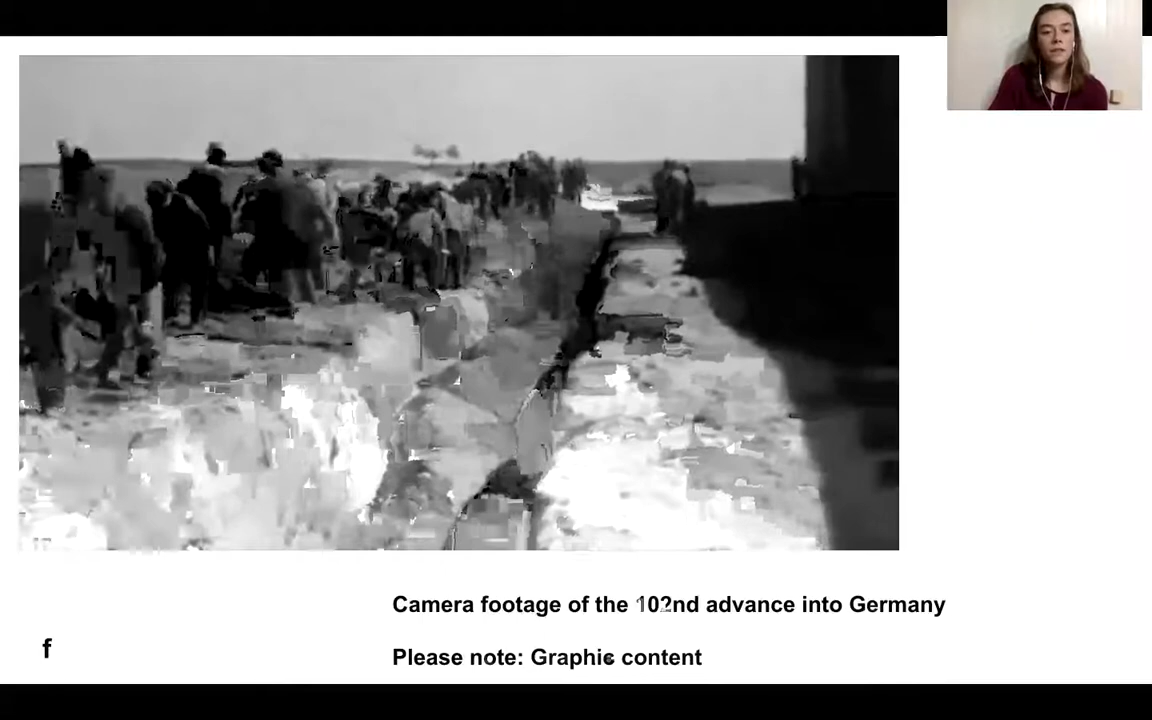 Camera footage of the 102nd advance into Germany
f
Please note: Graphic content